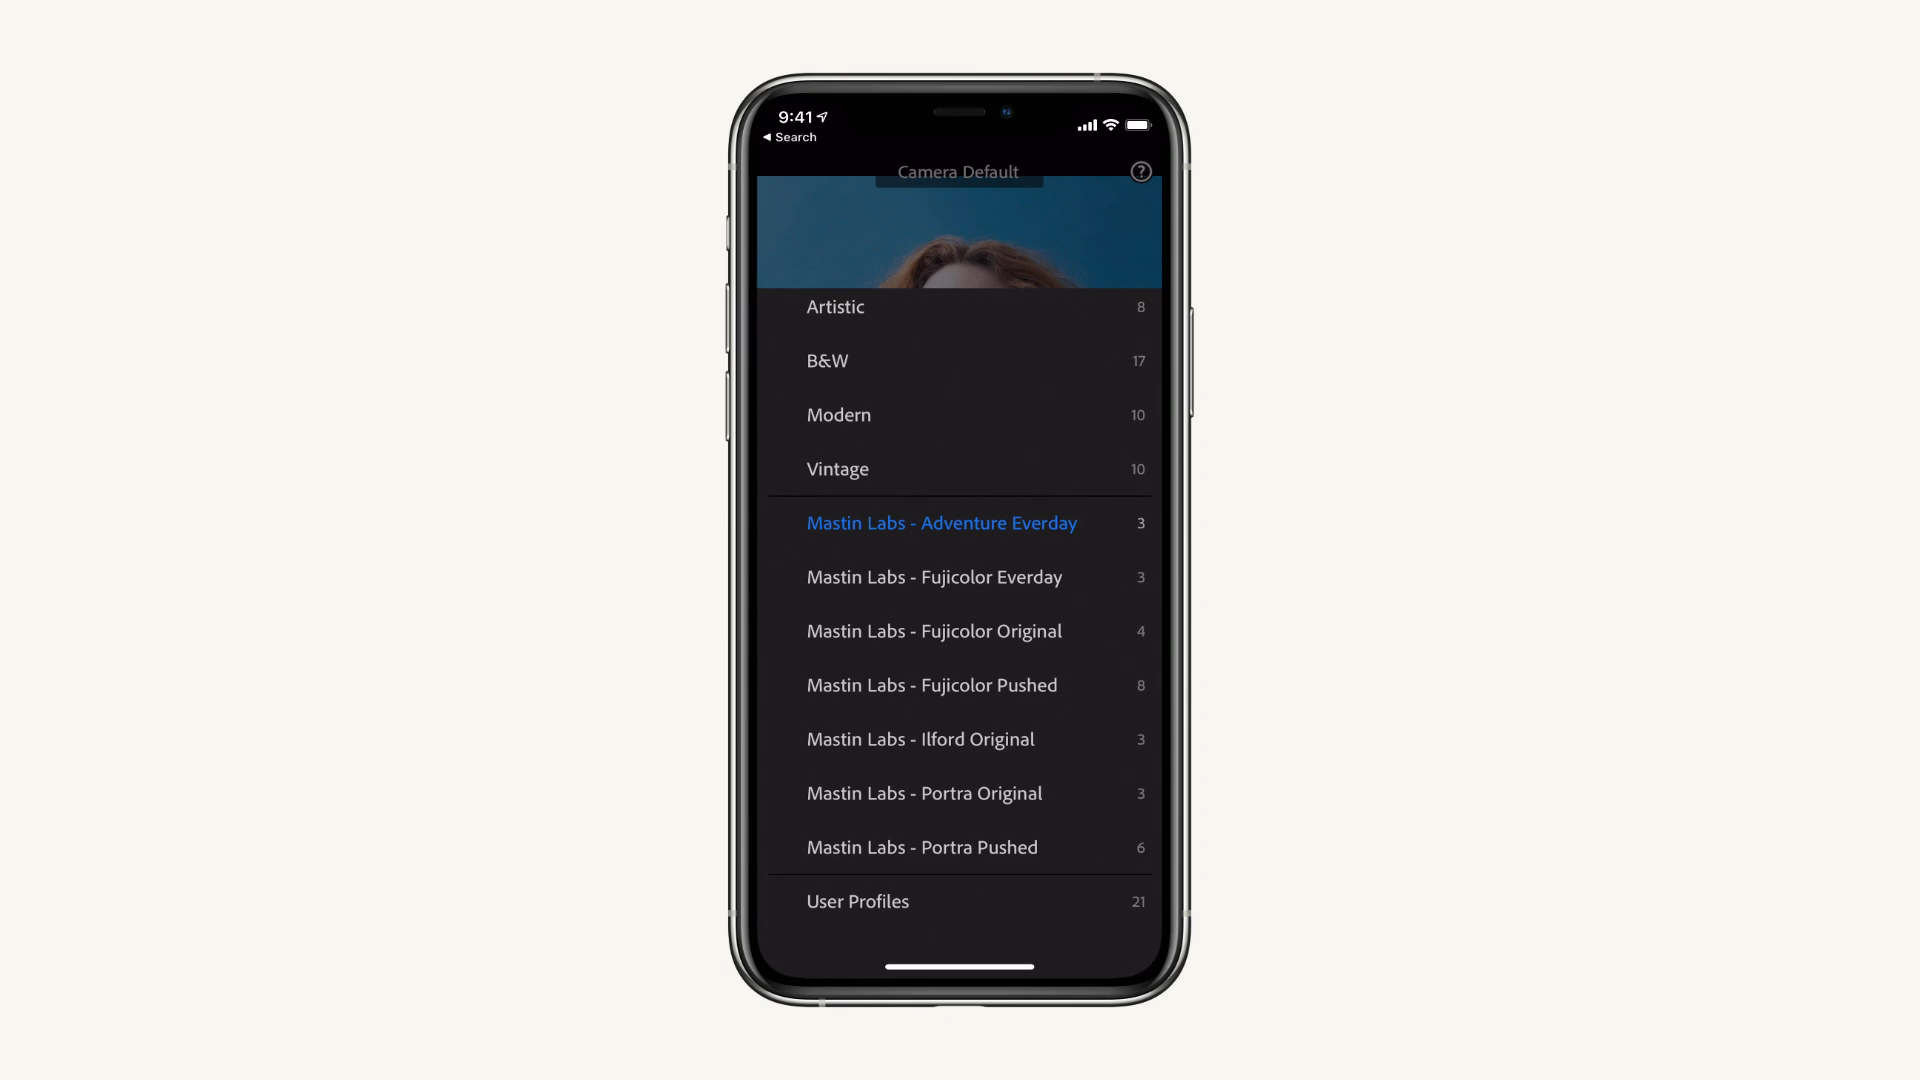 9:41
◀ Search
Camera Default
?
Artistic 8
B&W 17
Modern 10
Vintage 10
Mastin Labs - Adventure Everday 3
Mastin Labs - Fujicolor Everday 3
Mastin Labs - Fujicolor Original 4
Mastin Labs - Fujicolor Pushed 8
Mastin Labs - Ilford Original 3
Mastin Labs - Portra Original 3
Mastin Labs - Portra Pushed 6
User Profiles 21